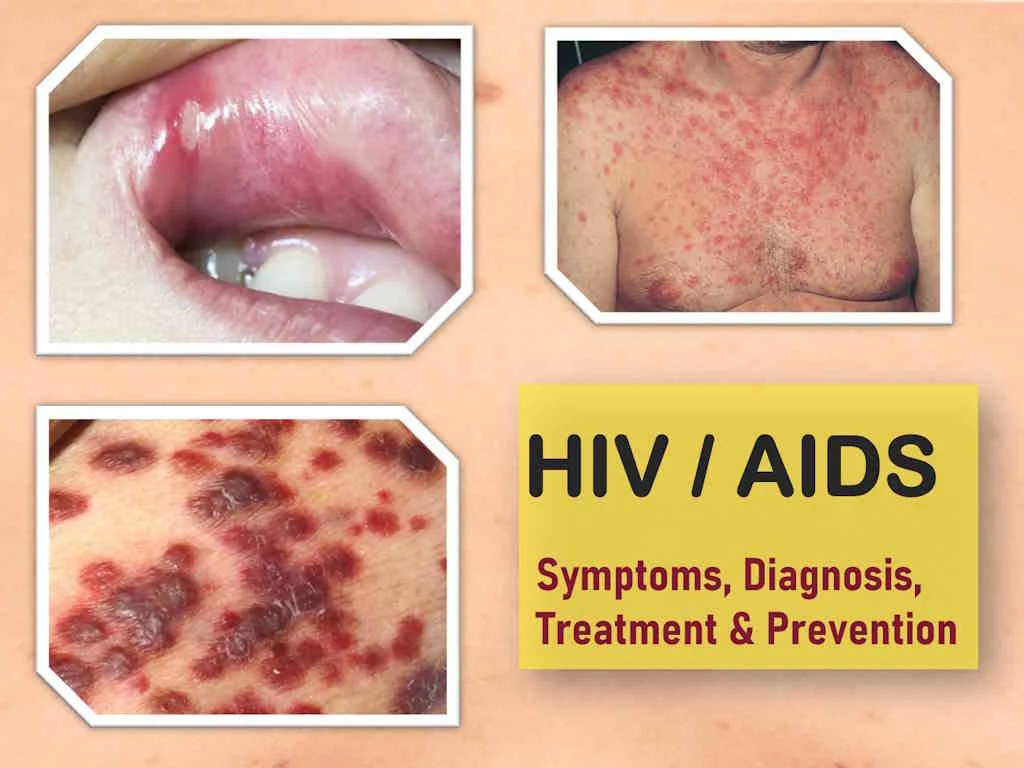 HIV / AIDS
Symptoms, Diagnosis,
Treatment & Prevention